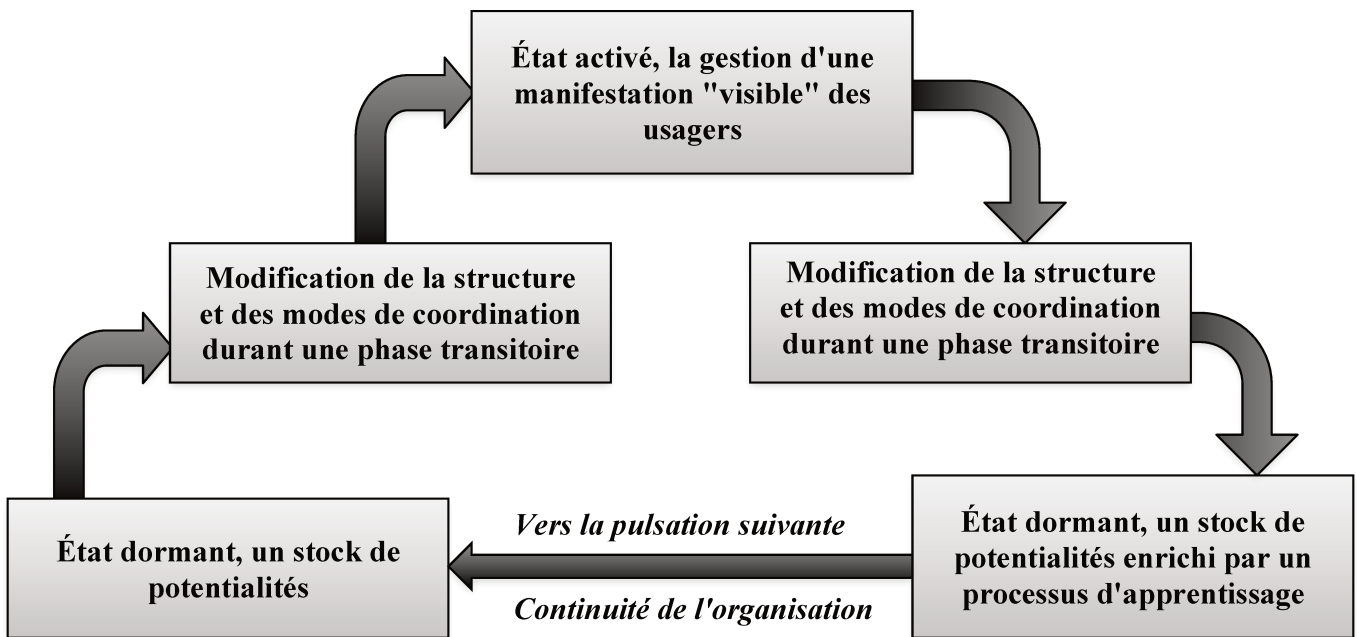 État activé, la gestion d'une
manifestation "visible" des
usagers
Modification de la structure
et des modes de coordination
durant une phase transitoire
Modification de la structure
et des modes de coordination
durant une phase transitoire
État dormant, un stock de
potentialités
Vers la pulsation suivante
Continuité de l'organisation
État dormant, un stock de
potentialités enrichi par un
processus d'apprentissage